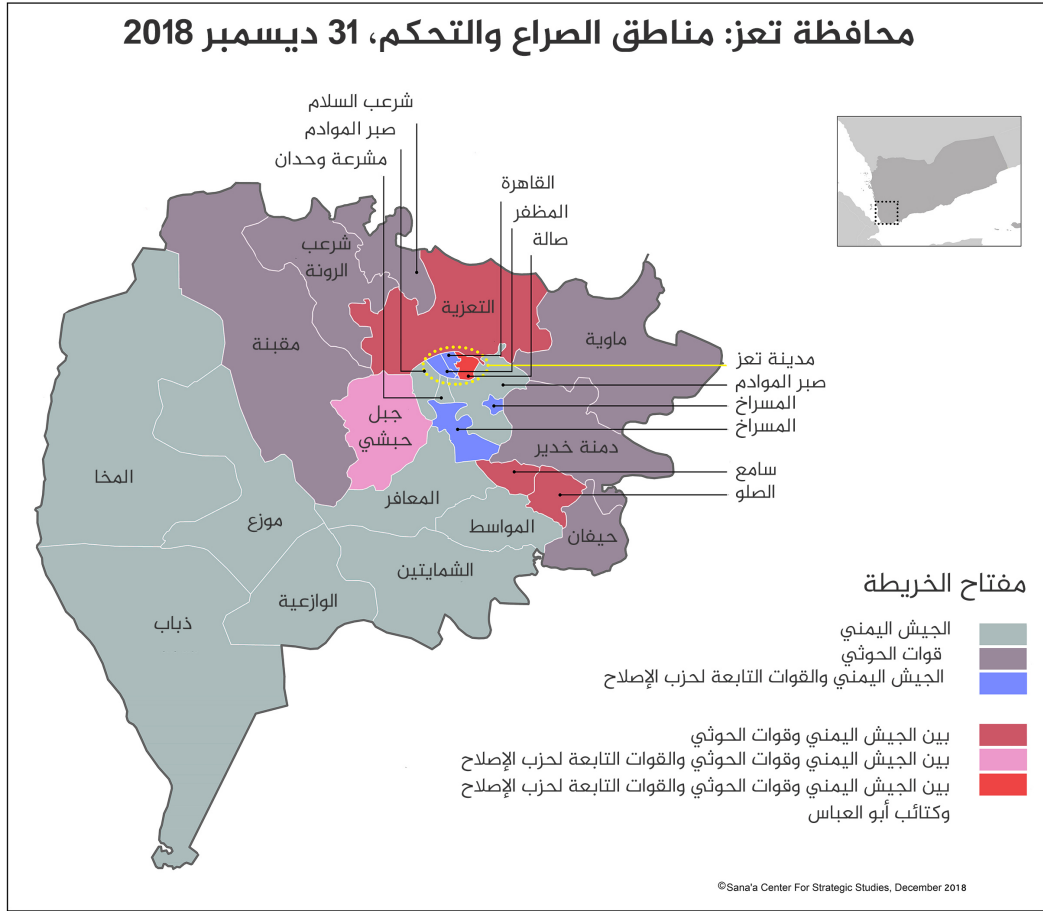 محافظة تعز: مناطق الصراع والتحكم، 31 ديسمبر 2018
شرعب السلام
صبر الموادم
مشرعة وحدان
القاهرة
المظفر
صالة
شرعب
الرونة
التعزية
ماوية
مقبنة
مدينة تعز
صبر الموادم
المسراخ
المسراخ
جبل
حبشي
دمنة خدير
سامع
الصلو
المخا
المعافر
موزع
المواسط
حيفان
الشمايتين
الوازعية
ذباب
مفتاح الخريطة
الجيش اليمني
قوات الحوثي
الجيش اليمني والقوات التابعة لحزب الإصلاح
بين الجيش اليمني وقوات الحوثي
بين الجيش اليمني وقوات الحوثي والقوات التابعة لحزب الإصلاح
بين الجيش اليمني وقوات الحوثي والقوات التابعة لحزب الإصلاح
وكتائب أبو العباس
©Sana'a Center For Strategic Studies, December 2018